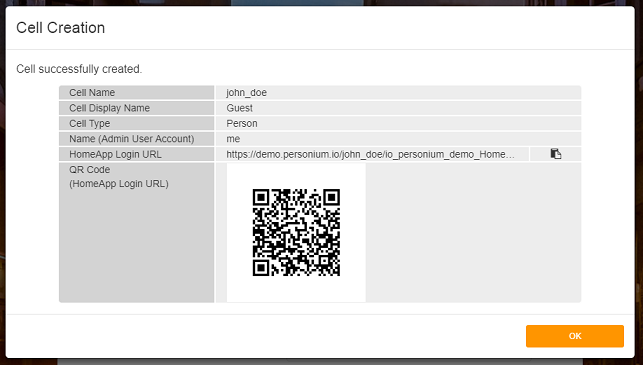 Cell Creation
Cell successfully created.
Cell Name john_doe
Cell Display Name Guest
Cell Type Person
Name (Admin User Account) me
HomeApp Login URL https://demo.personium.io/john_doe/io_personium_demo_Home...
QR Code
(HomeApp Login URL)
OK